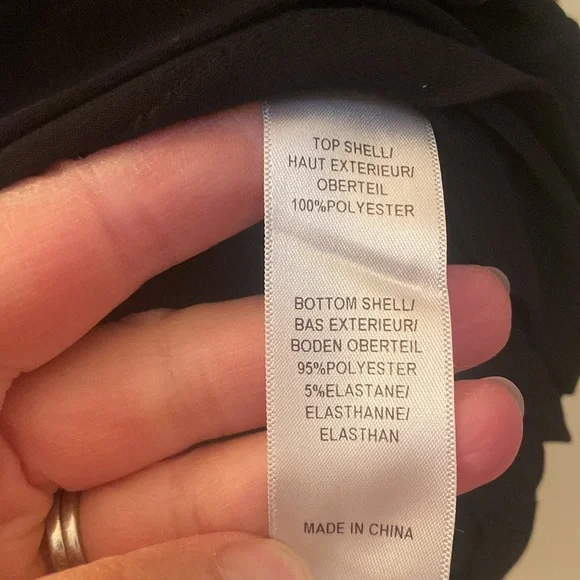 TOP SHELL/
HAUT EXTERIEUR/
OBERTEIL
100%POLYESTER
BOTTOM SHELL/
BAS EXTERIEUR/
BODEN OBERTEIL
95%POLYESTER
5%ELASTANE/
ELASTHANNE/
ELASTHAN
MADE IN CHINA